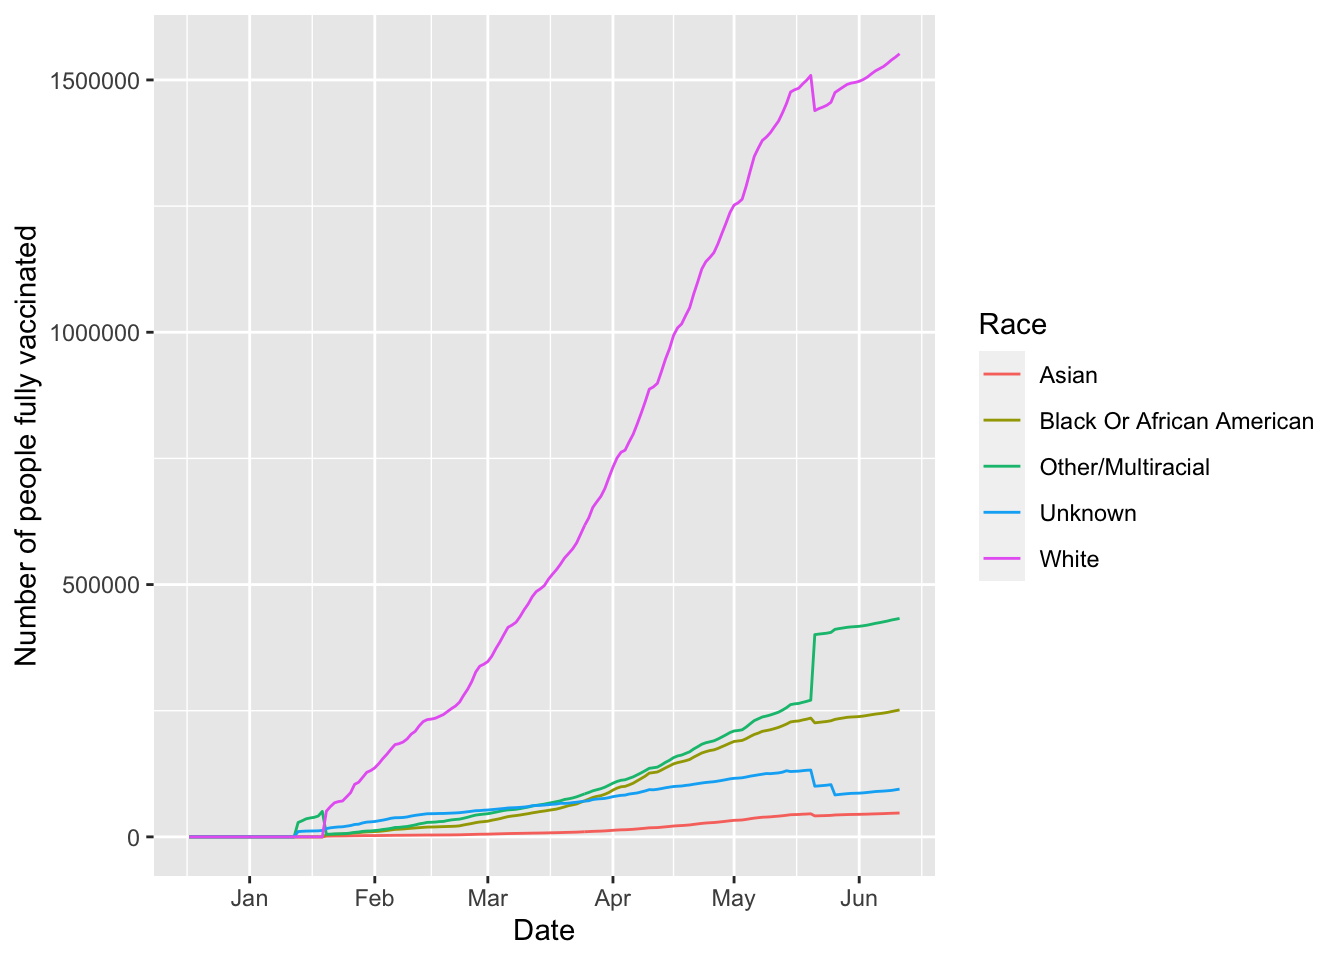 Number of people fully vaccinated
1500000
1000000
500000
0
Jan Feb Mar Apr May Jun
Date
Race
Asian
Black Or African American
Other/Multiracial
Unknown
White